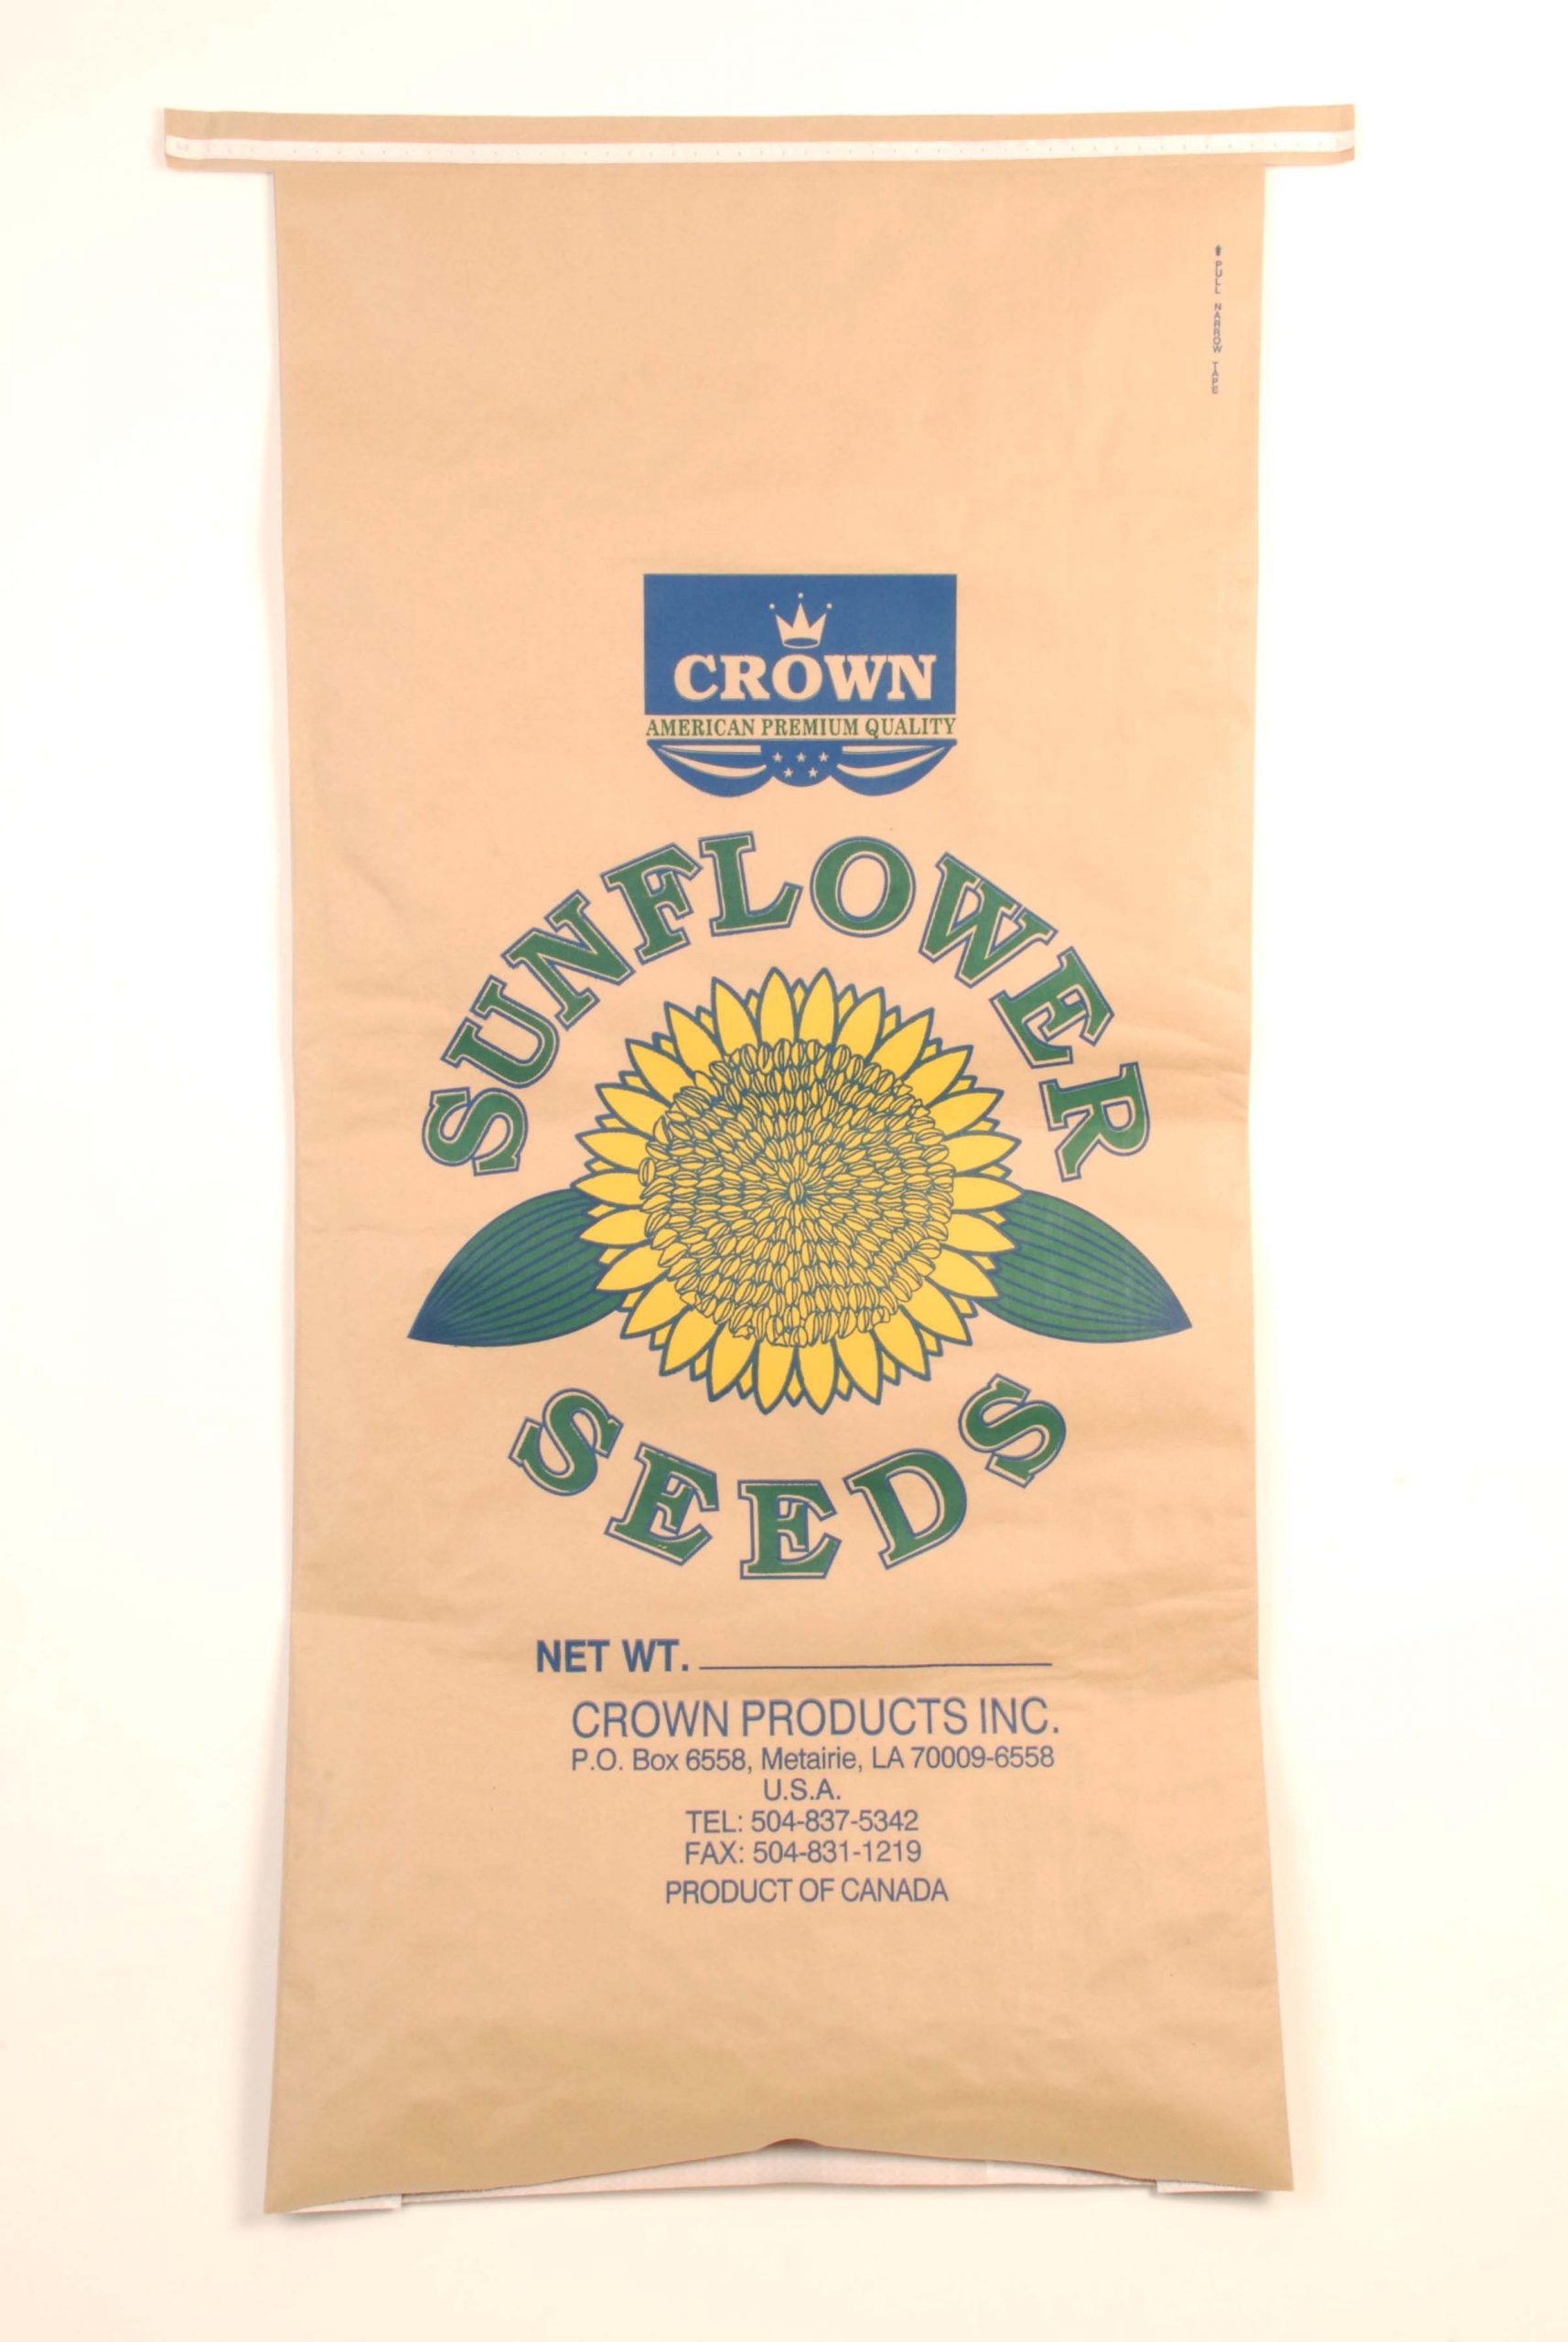 PULL NARROW TAPE
CROWN
AMERICAN PREMIUM QUALITY
SUNFLOWER
SEEDS
NET WT.
CROWN PRODUCTS INC.
P.O. Box 6558, Metairie, LA 70009-6558
U.S.A.
TEL: 504-837-5342
FAX: 504-831-1219
PRODUCT OF CANADA